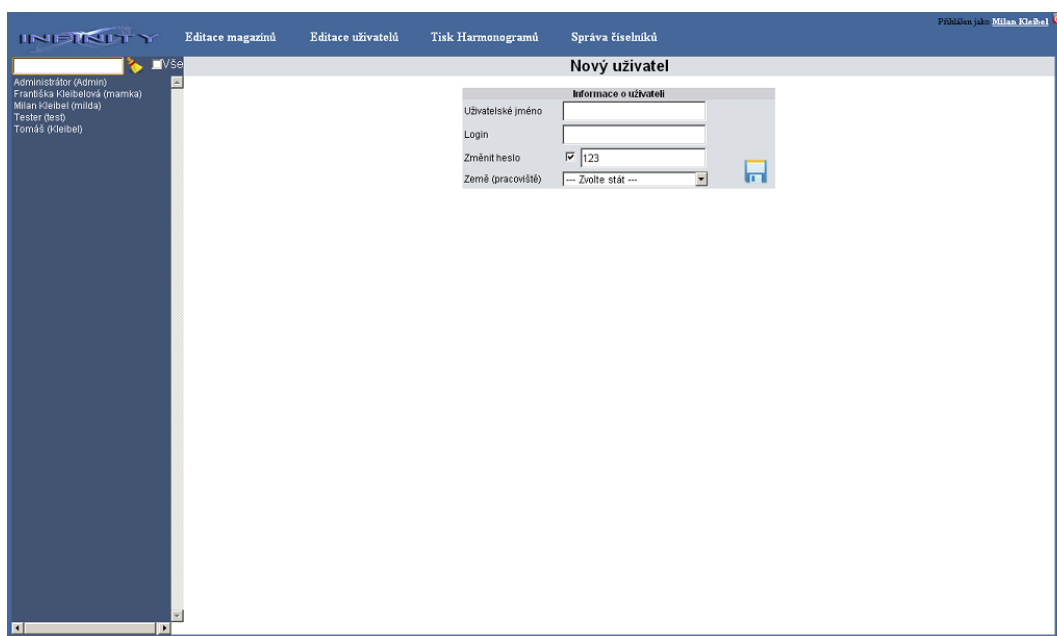 Přihlášen jako Milan Kleibel
INFINITY Editace magazínů Editace uživatelů Tisk Harmonogramů Správa číselníků
Vše
Nový uživatel
Administrátor (Admin)
Františka Kleibelová (mamka)
Milan Kleibel (milda)
Tester (test)
Tomáš (Kleibel)
Informace o uživateli
Uživatelské jméno
Login
Změnit heslo 123
Země (pracoviště) --- Zvolte stát ---